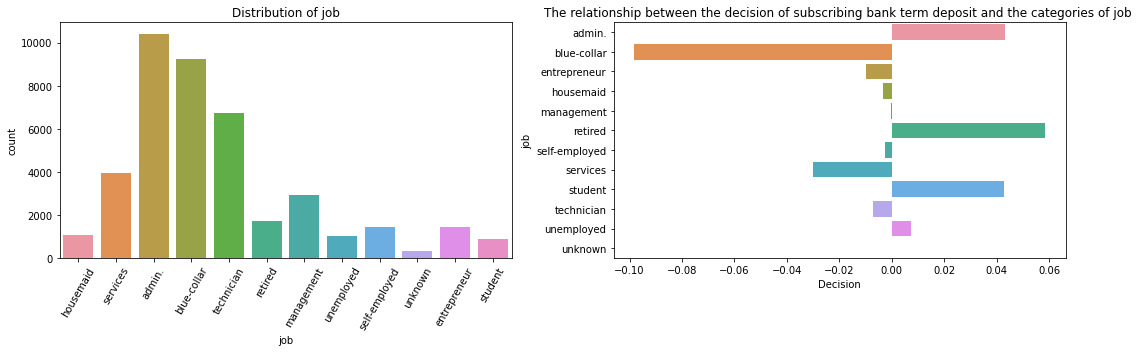 Distribution of job
count
10000
8000
6000
4000
2000
0
housemaid
services
admin.
blue-collar
technician
retired
management
unemployed
self-employed
unknown
entrepreneur
student
job
The relationship between the decision of subscribing bank term deposit and the categories of job
job
admin.
blue-collar
entrepreneur
housemaid
management
retired
self-employed
services
student
technician
unemployed
unknown
−0.10
−0.08
−0.06
−0.04
−0.02
0.00
0.02
0.04
0.06
Decision